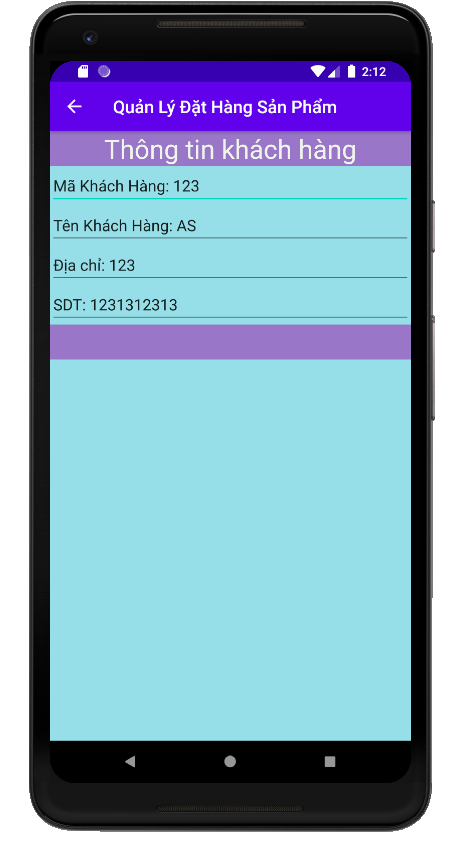 2:12
Quản Lý Đặt Hàng Sản Phẩm
Thông tin khách hàng
Mã Khách Hàng: 123
Tên Khách Hàng: AS
Địa chỉ: 123
SDT: 1231312313